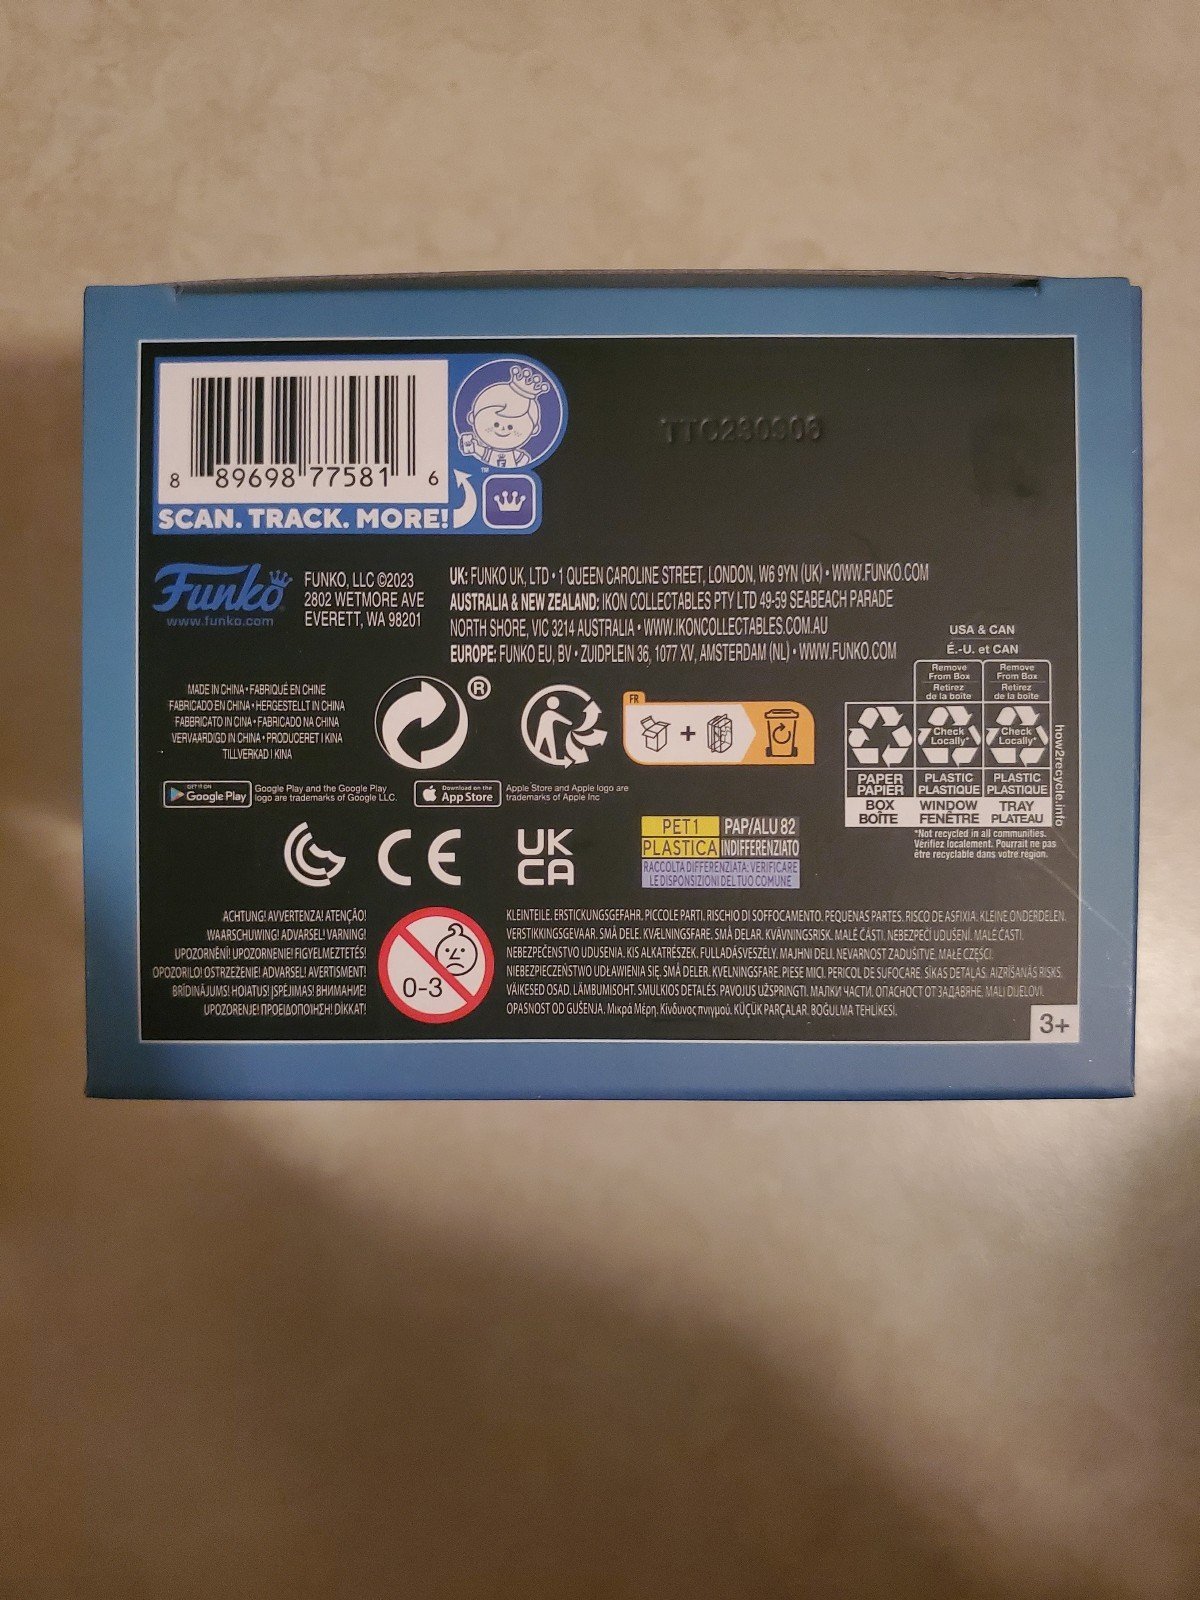 8 89698 77581 6
SCAN. TRACK. MORE!
™
TTC230306
Funko
www.funko.com
FUNKO, LLC ©2023
2802 WETMORE AVE
EVERETT, WA 98201
UK: FUNKO UK, LTD • 1 QUEEN CAROLINE STREET, LONDON, W6 9YN (UK) • WWW.FUNKO.COM
AUSTRALIA & NEW ZEALAND: IKON COLLECTABLES PTY LTD 49-59 SEABEACH PARADE
NORTH SHORE, VIC 3214 AUSTRALIA • WWW.IKONCOLLECTABLES.COM.AU
EUROPE: FUNKO EU, BV • ZUIDPLEIN 36, 1077 XV, AMSTERDAM (NL) • WWW.FUNKO.COM
MADE IN CHINA • FABRIQUÉ EN CHINE
FABRICADO EN CHINA • HERGESTELLT IN CHINA
FABBRICATO IN CINA • FABRICADO NA CHINA
VERVAARDIGD IN CHINA • PRODUCERET I KINA
TILLVERKAD I KINA
®
FR
+
USA & CAN
É.-U. et CAN
Remove From Box
Retirez de la boîte
Remove From Box
Retirez de la boîte
Check Locally*
Check Locally*
PAPER
PAPIER
BOX
BOÎTE
PLASTIC
PLASTIQUE
WINDOW
FENÊTRE
PLASTIC
PLASTIQUE
TRAY
PLATEAU
how2recycle.info
*Not recycled in all communities.
Vérifiez localement. Pourrait ne pas
être recyclable dans votre région.
GET IT ON
Google Play
Google Play and the Google Play
logo are trademarks of Google LLC.
Download on the
App Store
Apple Store and Apple logo are
trademarks of Apple Inc
CE
UK
CA
PET 1
PAP/ALU 82
PLASTICA
INDIFFERENZIATO
RACCOLTA DIFFERENZIATA: VERIFICARE
LE DISPONSIZIONI DEL TUO COMUNE
ACHTUNG! AVVERTENZA! ATENÇÃO!
WAARSCHUWING! ADVARSEL! VARNING!
UPOZORNĚNÍ! UPOZORNENIE! FIGYELMEZTETÉS!
OPOZORILO! OSTRZEŻENIE! ADVARSEL! AVERTISMENT!
BRĪDINĀJUMS! HOIATUS! ĮSPĖJIMAS! ВНИМАНИЕ!
UPOZORENJE! ΠΡΟΕΙΔΟΠΟΙΗΣΗ! DİKKAT!
0-3
KLEINTEILE. ERSTICKUNGSGEFAHR. PICCOLE PARTI. RISCHIO DI SOFFOCAMENTO. PEQUENAS PARTES. RISCO DE ASFIXIA. KLEINE ONDERDELEN.
VERSTIKKINGSGEVAAR. SMÅ DELE. KVÆLNINGSFARE. SMÅ DELAR. KVÄVNINGSRISK. MALÉ ČÁSTI. NEBEZPEČÍ UDUŠENÍ. MALÉ ČASTI.
NEBEZPEČENSTVO UDUSENIA. KIS ALKATRÉSZEK. FULLADÁSVESZÉLY. MAJHNI DELI. NEVARNOST ZADUŠITVE. MAŁE CZĘŚCI.
NIEBEZPIECZEŃSTWO UDŁAWIENIA SIĘ. SMÅ DELER. KVELNINGSFARE. PIESE MICI. PERICOL DE SUFOCARE. SĪKAS DETAĻAS. AIZRĪŠANĀS RISKS.
VÄIKESED OSAD. LÄMBUMISOHT. SMULKIOS DETALĖS. PAVOJUS UŽSPRINGTI. МАЛКИ ЧАСТИ. ОПАСНОСТ ОТ ЗАДАВЯНЕ. MALI DIJELOVI.
OPASNOST OD GUŠENJA. Μικρά Μέρη. Κίνδυνος πνιγμού. KÜÇÜK PARÇALAR. BOĞULMA TEHLİKESİ.
3+